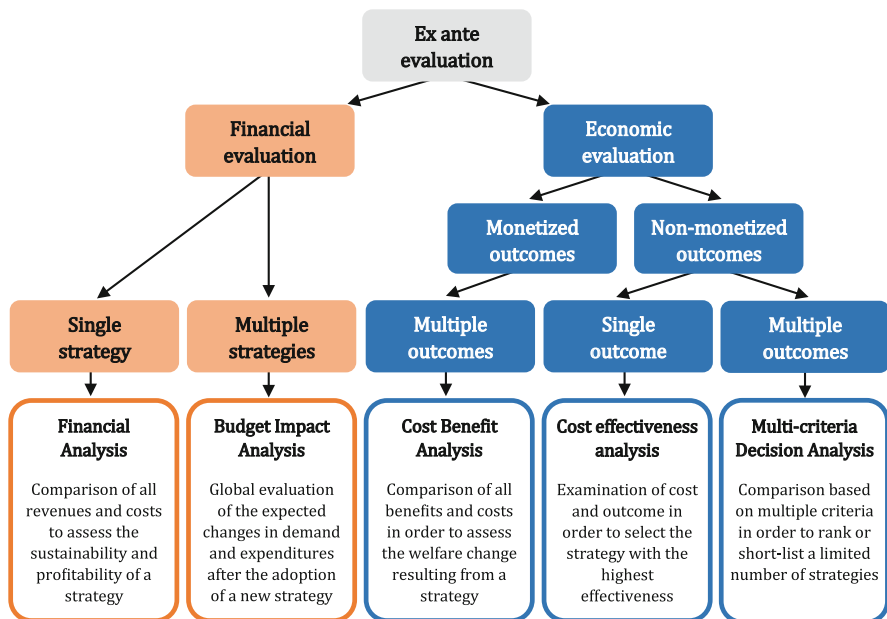 Ex ante
evaluation
Financial
evaluation
Economic
evaluation
Monetized
outcomes
Non-monetized
outcomes
Single
strategy
Multiple
strategies
Multiple
outcomes
Single
outcome
Multiple
outcomes
Financial
Analysis
Comparison of all
revenues and costs
to assess the
sustainability and
profitability of a
strategy
Budget Impact
Analysis
Global evaluation
of the expected
changes in demand
and expenditures
after the adoption
of a new strategy
Cost Benefit
Analysis
Comparison of all
benefits and costs
in order to assess
the welfare change
resulting from a
strategy
Cost effectiveness
analysis
Examination of cost
and outcome in
order to select the
strategy with the
highest
effectiveness
Multi-criteria
Decision Analysis
Comparison based
on multiple criteria
in order to rank or
short-list a limited
number of strategies